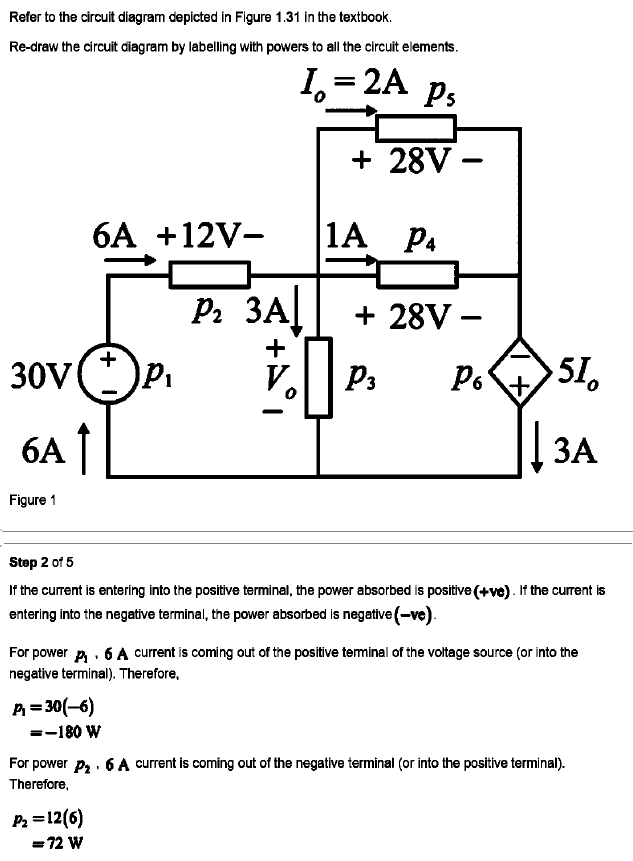 Refer to the circuit diagram depicted in Figure 1.31 in the textbook.
Re-draw the circuit diagram by labelling with powers to all the circuit elements.
Iₒ = 2A p₅
+ 28V −
6A +12V− 1A p₄
p₂ 3A + 28V −
30V + − p₁ + Vₒ − p₃ p₆ − + 5Iₒ
6A 3A
Figure 1
Step 2 of 5
If the current is entering into the positive terminal, the power absorbed is positive (+ve). If the current is
entering into the negative terminal, the power absorbed is negative (−ve).
For power p₁ , 6 A current is coming out of the positive terminal of the voltage source (or into the
negative terminal). Therefore,
p₁ = 30(−6)
= −180 W
For power p₂ , 6 A current is coming out of the negative terminal (or into the positive terminal).
Therefore,
p₂ = 12(6)
= 72 W